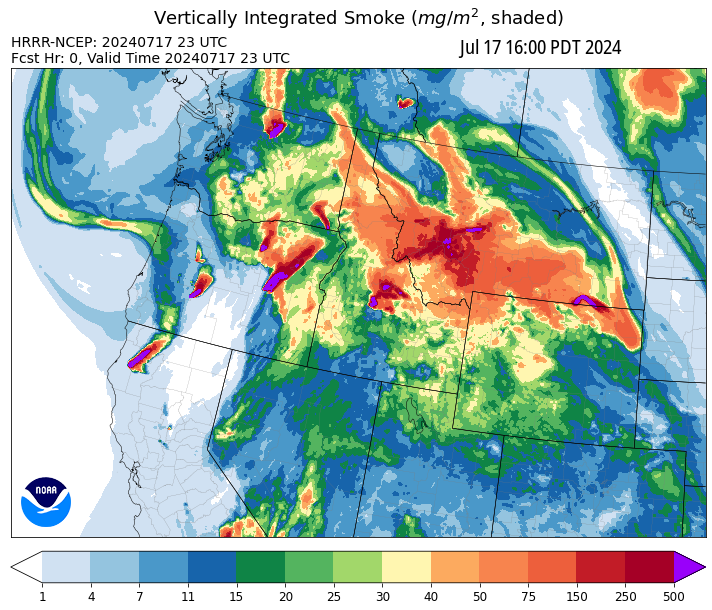 Vertically Integrated Smoke (mg/m², shaded)
HRRR-NCEP: 20240717 23 UTC
Jul 17 16:00 PDT 2024
Fcst Hr: 0, Valid Time 20240717 23 UTC
NOAA
1 4 7 11 15 20 25 30 40 50 75 150 250 500